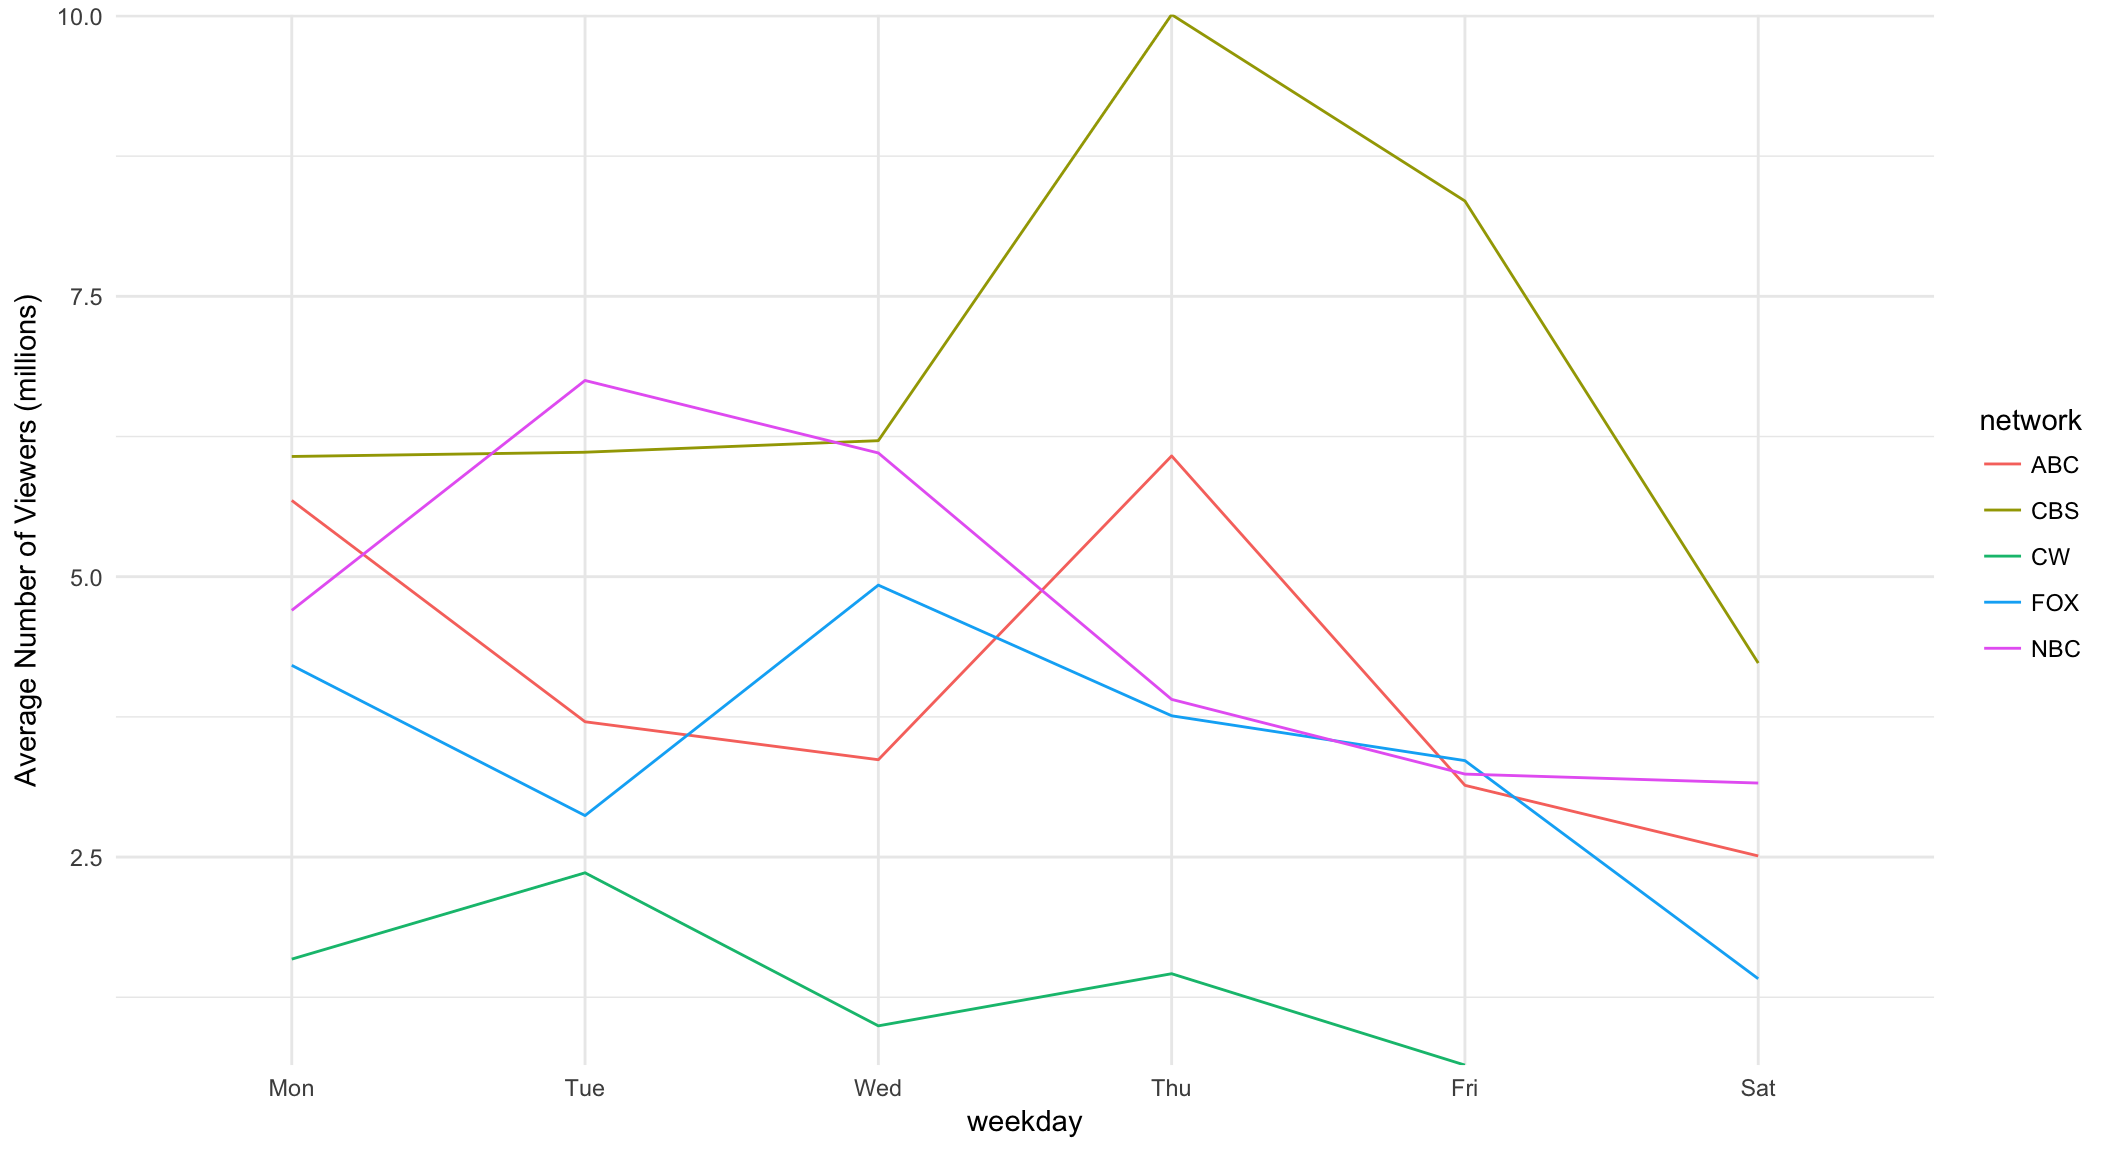 10.0
7.5
5.0
2.5
Average Number of Viewers (millions)
Mon Tue Wed Thu Fri Sat
weekday
network
ABC
CBS
CW
FOX
NBC